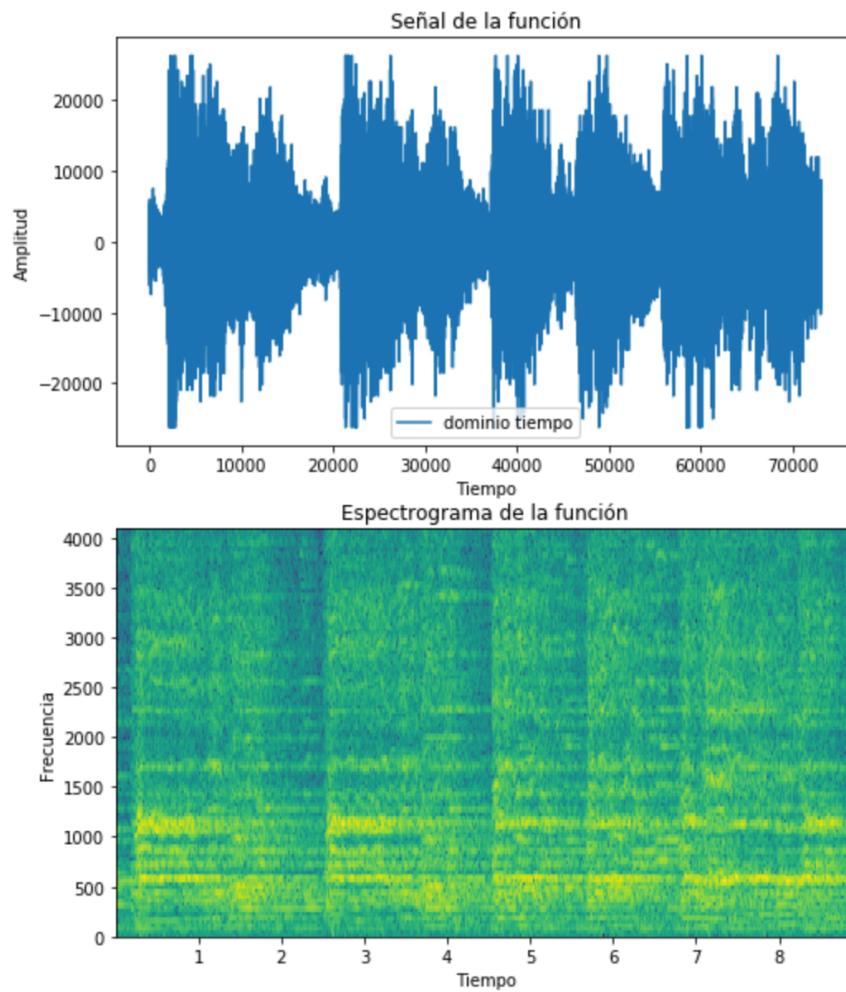 Señal de la función
20000
10000
0
−10000
−20000
Amplitud
dominio tiempo
0 10000 20000 30000 40000 50000 60000 70000
Tiempo
Espectrograma de la función
4000
3500
3000
2500
2000
1500
1000
500
0
Frecuencia
1 2 3 4 5 6 7 8
Tiempo